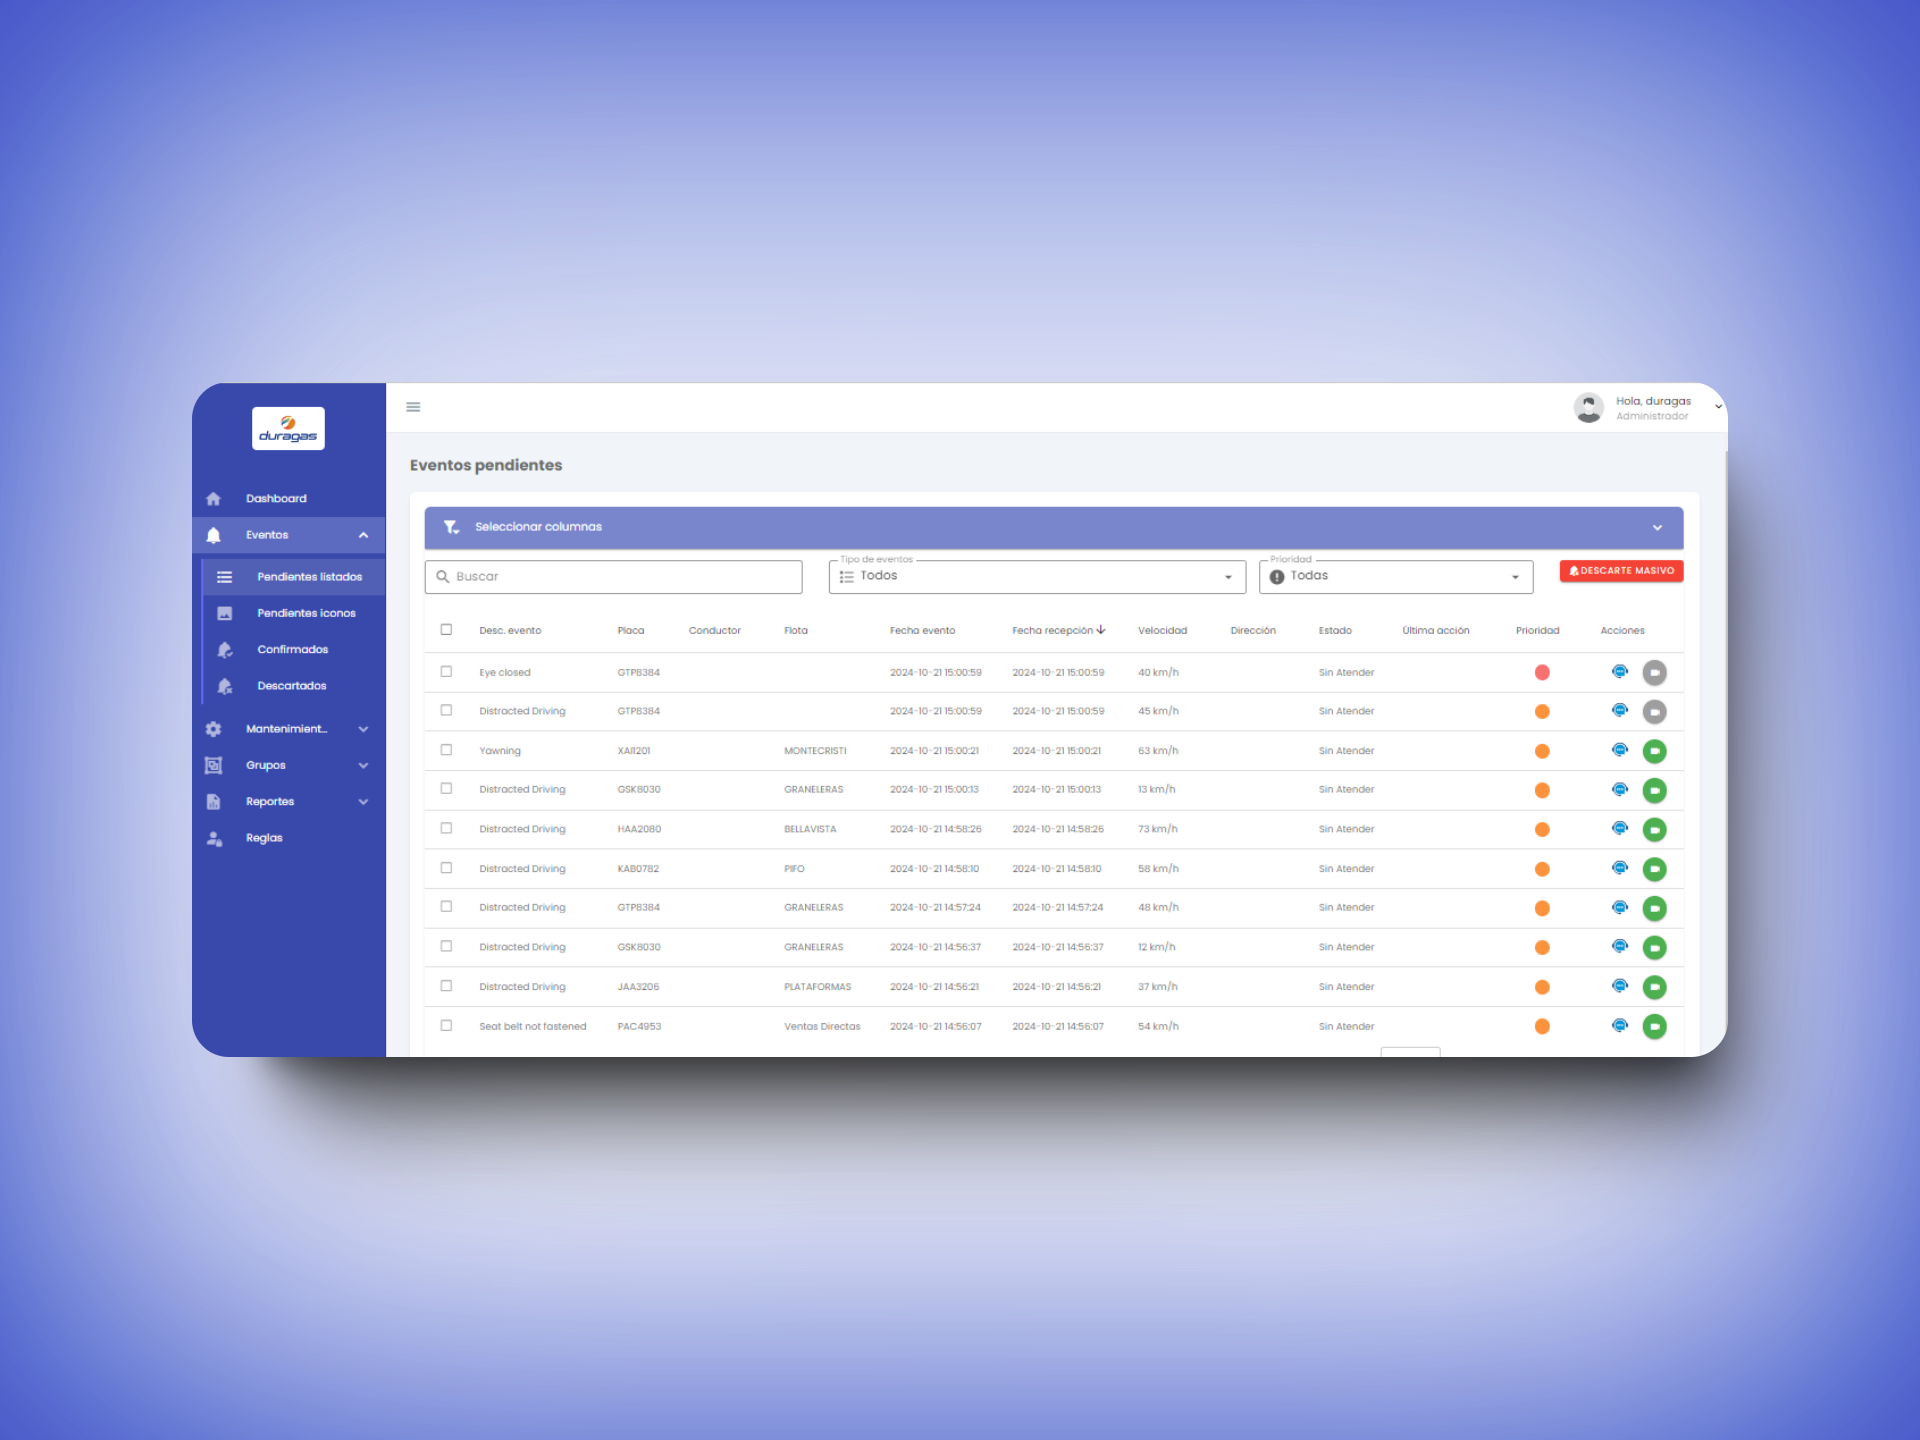 duragas
Dashboard
Eventos
Pendientes listados
Pendientes iconos
Confirmados
Descartados
Mantenimient...
Grupos
Reportes
Reglas
Hola, duragas
Administrador
Eventos pendientes
Seleccionar columnas
Buscar
Tipo de eventos
Todos
Prioridad
Todas
DESCARTE MASIVO
Desc. evento Placa Conductor Flota Fecha evento Fecha recepción Velocidad Dirección Estado Última acción Prioridad Acciones
Eye closed GTP8384 2024-10-21 15:00:59 2024-10-21 15:00:59 40 km/h Sin Atender
Distracted Driving GTP8384 2024-10-21 15:00:59 2024-10-21 15:00:59 45 km/h Sin Atender
Yawning XAI1201 MONTECRISTI 2024-10-21 15:00:21 2024-10-21 15:00:21 63 km/h Sin Atender
Distracted Driving GSK8030 GRANELERAS 2024-10-21 15:00:13 2024-10-21 15:00:13 13 km/h Sin Atender
Distracted Driving HAA2080 BELLAVISTA 2024-10-21 14:58:26 2024-10-21 14:58:26 73 km/h Sin Atender
Distracted Driving KAB0782 PIFO 2024-10-21 14:58:10 2024-10-21 14:58:10 58 km/h Sin Atender
Distracted Driving GTP8384 GRANELERAS 2024-10-21 14:57:24 2024-10-21 14:57:24 48 km/h Sin Atender
Distracted Driving GSK8030 GRANELERAS 2024-10-21 14:56:37 2024-10-21 14:56:37 12 km/h Sin Atender
Distracted Driving JAA3206 PLATAFORMAS 2024-10-21 14:56:21 2024-10-21 14:56:21 37 km/h Sin Atender
Seat belt not fastened PAC4953 Ventas Directas 2024-10-21 14:56:07 2024-10-21 14:56:07 54 km/h Sin Atender